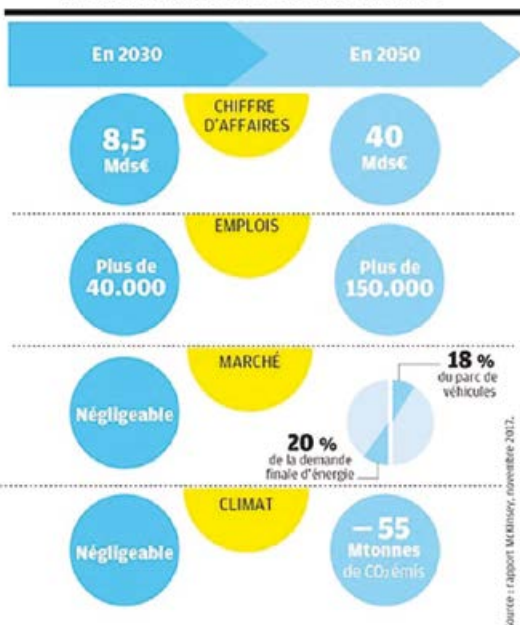 En 2030
En 2050
CHIFFRE
D'AFFAIRES
8,5
Mds€
40
Mds€
EMPLOIS
Plus de
40.000
Plus de
150.000
MARCHÉ
Négligeable
18 %
du parc de
véhicules
20 %
de la demande
finale d'énergie
CLIMAT
Négligeable
– 55
Mtonnes
de CO2 émis
Source : rapport McKinsey, novembre 2017.